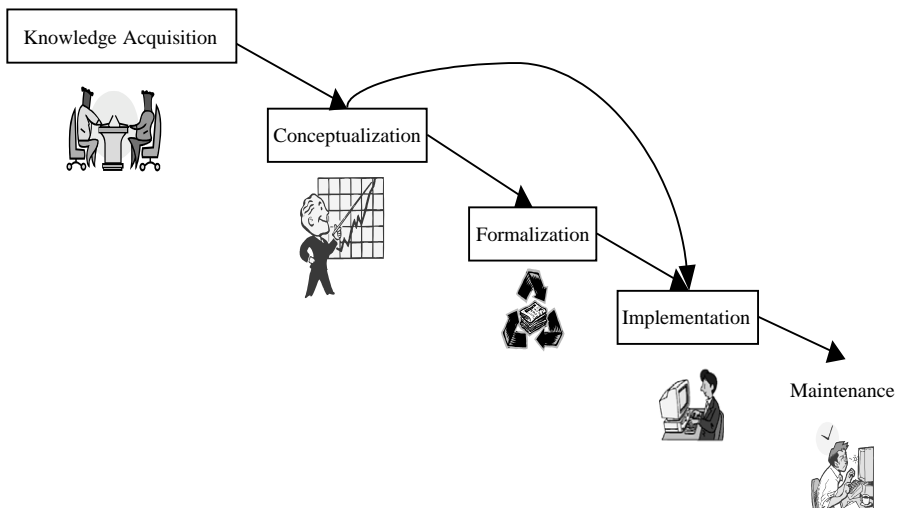 Knowledge Acquisition
Conceptualization
Formalization
Implementation
Maintenance